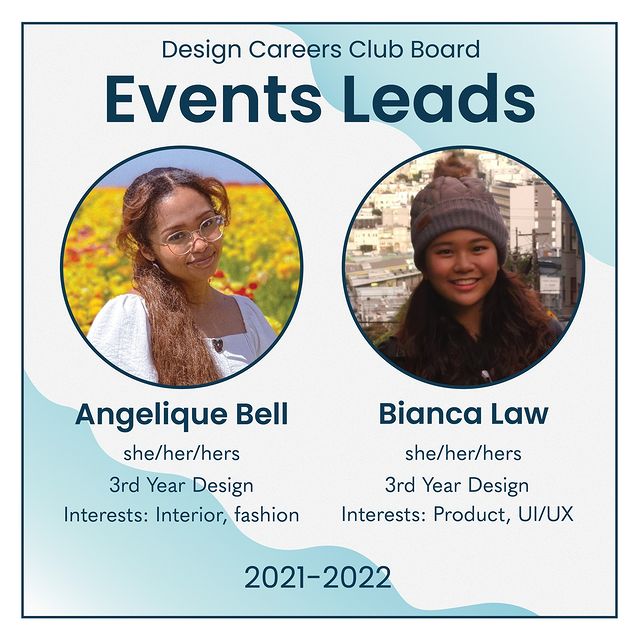 Design Careers Club Board
Events Leads
Angelique Bell
she/her/hers
3rd Year Design
Interests: Interior, fashion
Bianca Law
she/her/hers
3rd Year Design
Interests: Product, UI/UX
2021-2022